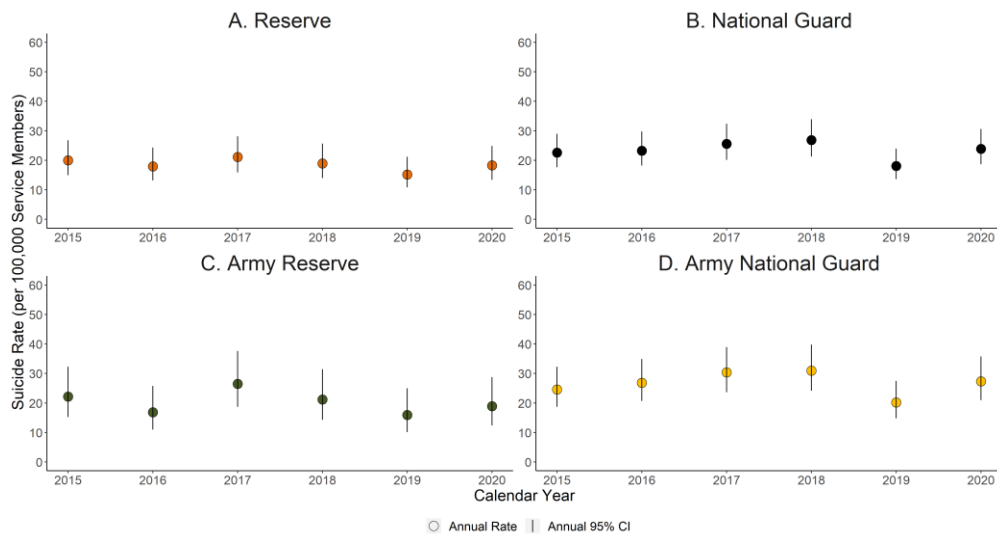 A. Reserve
B. National Guard
Suicide Rate (per 100,000 Service Members)
60
50
40
30
20
10
0
2015 2016 2017 2018 2019 2020
60
50
40
30
20
10
0
2015 2016 2017 2018 2019 2020
C. Army Reserve
D. Army National Guard
60
50
40
30
20
10
0
2015 2016 2017 2018 2019 2020
60
50
40
30
20
10
0
2015 2016 2017 2018 2019 2020
Calendar Year
Annual Rate Annual 95% CI